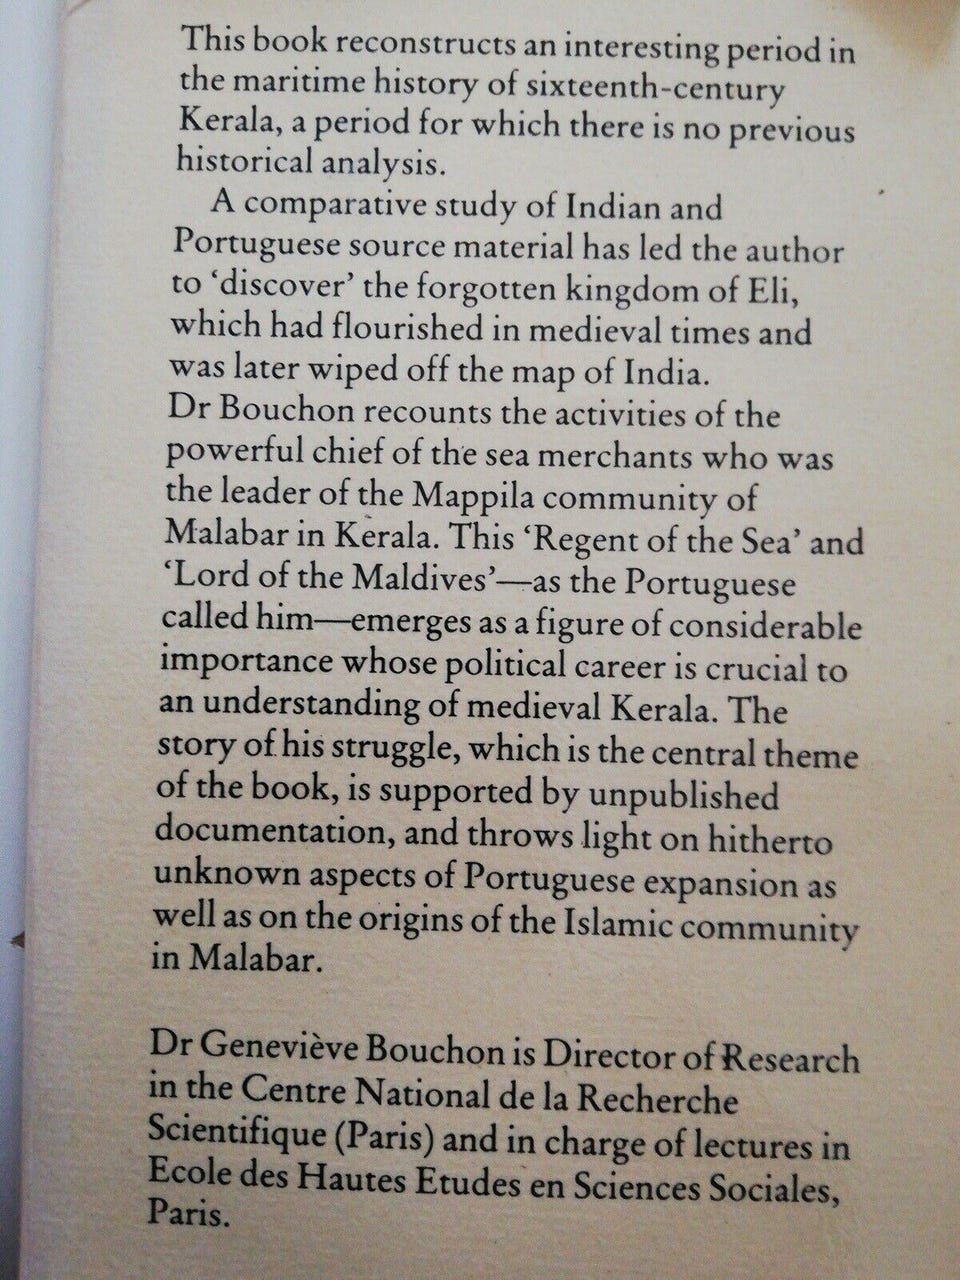 This book reconstructs an interesting period in
the maritime history of sixteenth-century
Kerala, a period for which there is no previous
historical analysis.
A comparative study of Indian and
Portuguese source material has led the author
to ‘discover’ the forgotten kingdom of Eli,
which had flourished in medieval times and
was later wiped off the map of India.
Dr Bouchon recounts the activities of the
powerful chief of the sea merchants who was
the leader of the Mappila community of
Malabar in Kerala. This ‘Regent of the Sea’ and
‘Lord of the Maldives’—as the Portuguese
called him—emerges as a figure of considerable
importance whose political career is crucial to
an understanding of medieval Kerala. The
story of his struggle, which is the central theme
of the book, is supported by unpublished
documentation, and throws light on hitherto
unknown aspects of Portuguese expansion as
well as on the origins of the Islamic community
in Malabar.
Dr Geneviève Bouchon is Director of Research
in the Centre National de la Recherche
Scientifique (Paris) and in charge of lectures in
Ecole des Hautes Etudes en Sciences Sociales,
Paris.